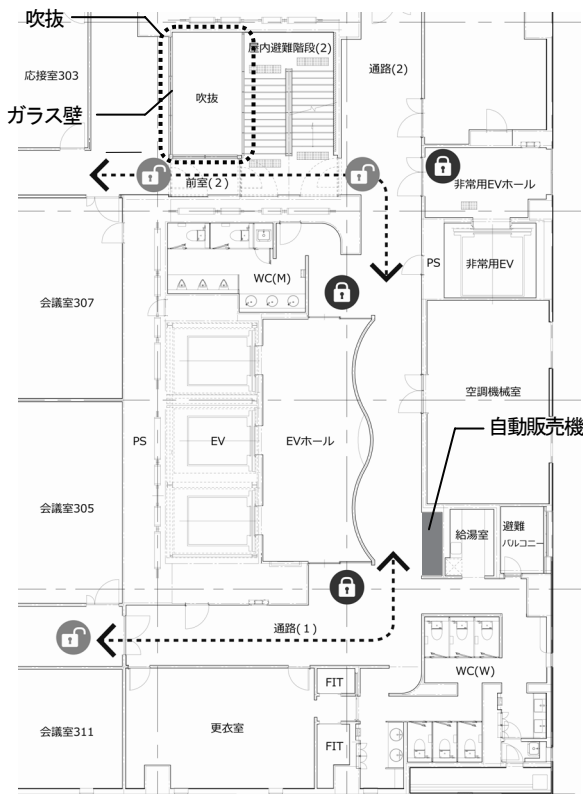 吹抜
屋内避難階段(2)
通路(2)
応接室303
吹抜
ガラス壁
前室(2)
非常用EVホール
WC(M)
PS
非常用EV
会議室307
空調機械室
自動販売機
PS
EV
EVホール
会議室305
給湯室
避難
バルコニー
通路(1)
WC(W)
FIT
会議室311
更衣室
FIT